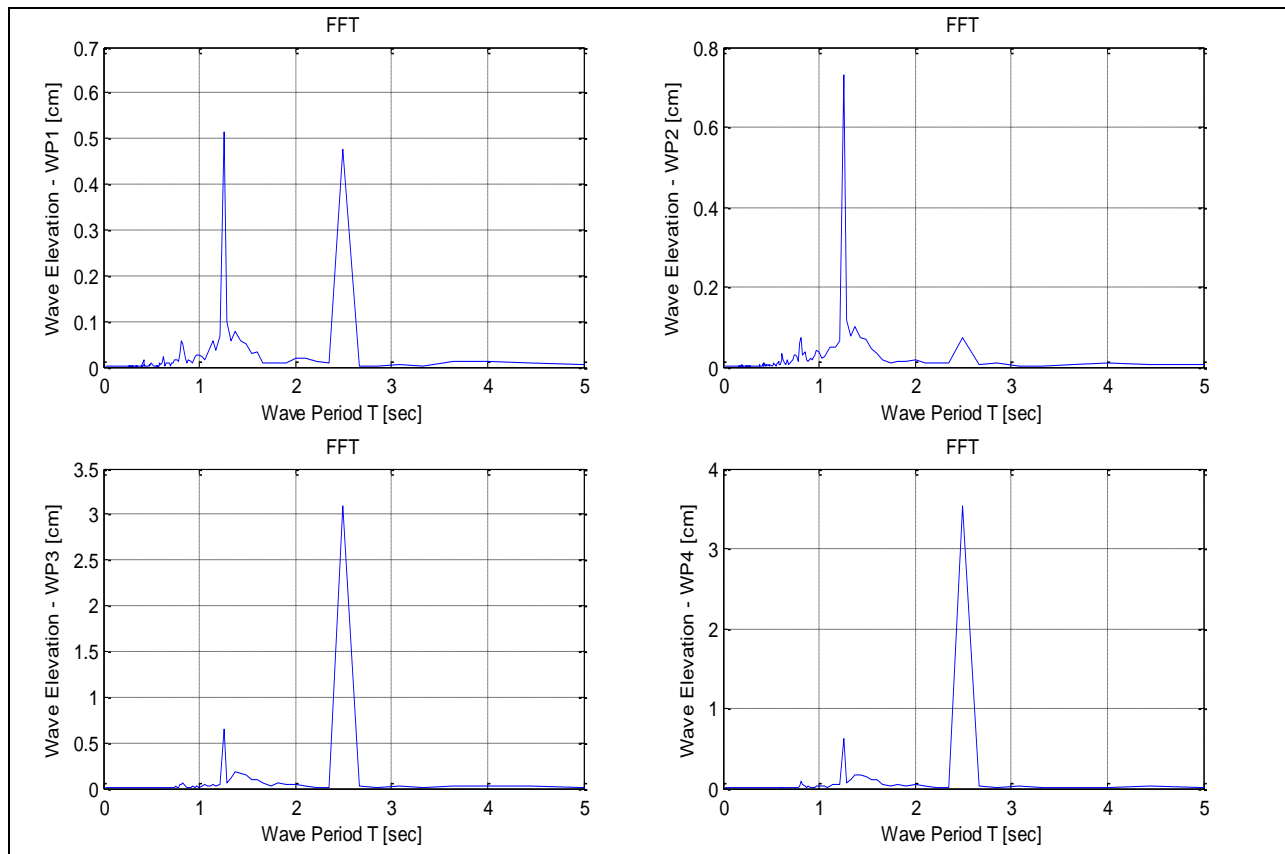 FFT
0.7
0.6
0.5
0.4
0.3
0.2
0.1
0
0 1 2 3 4 5
Wave Elevation - WP1 [cm]
Wave Period T [sec]
FFT
0.8
0.6
0.4
0.2
0
0 1 2 3 4 5
Wave Elevation - WP2 [cm]
Wave Period T [sec]
FFT
3.5
3
2.5
2
1.5
1
0.5
0
0 1 2 3 4 5
Wave Elevation - WP3 [cm]
Wave Period T [sec]
FFT
4
3
2
1
0
0 1 2 3 4 5
Wave Elevation - WP4 [cm]
Wave Period T [sec]